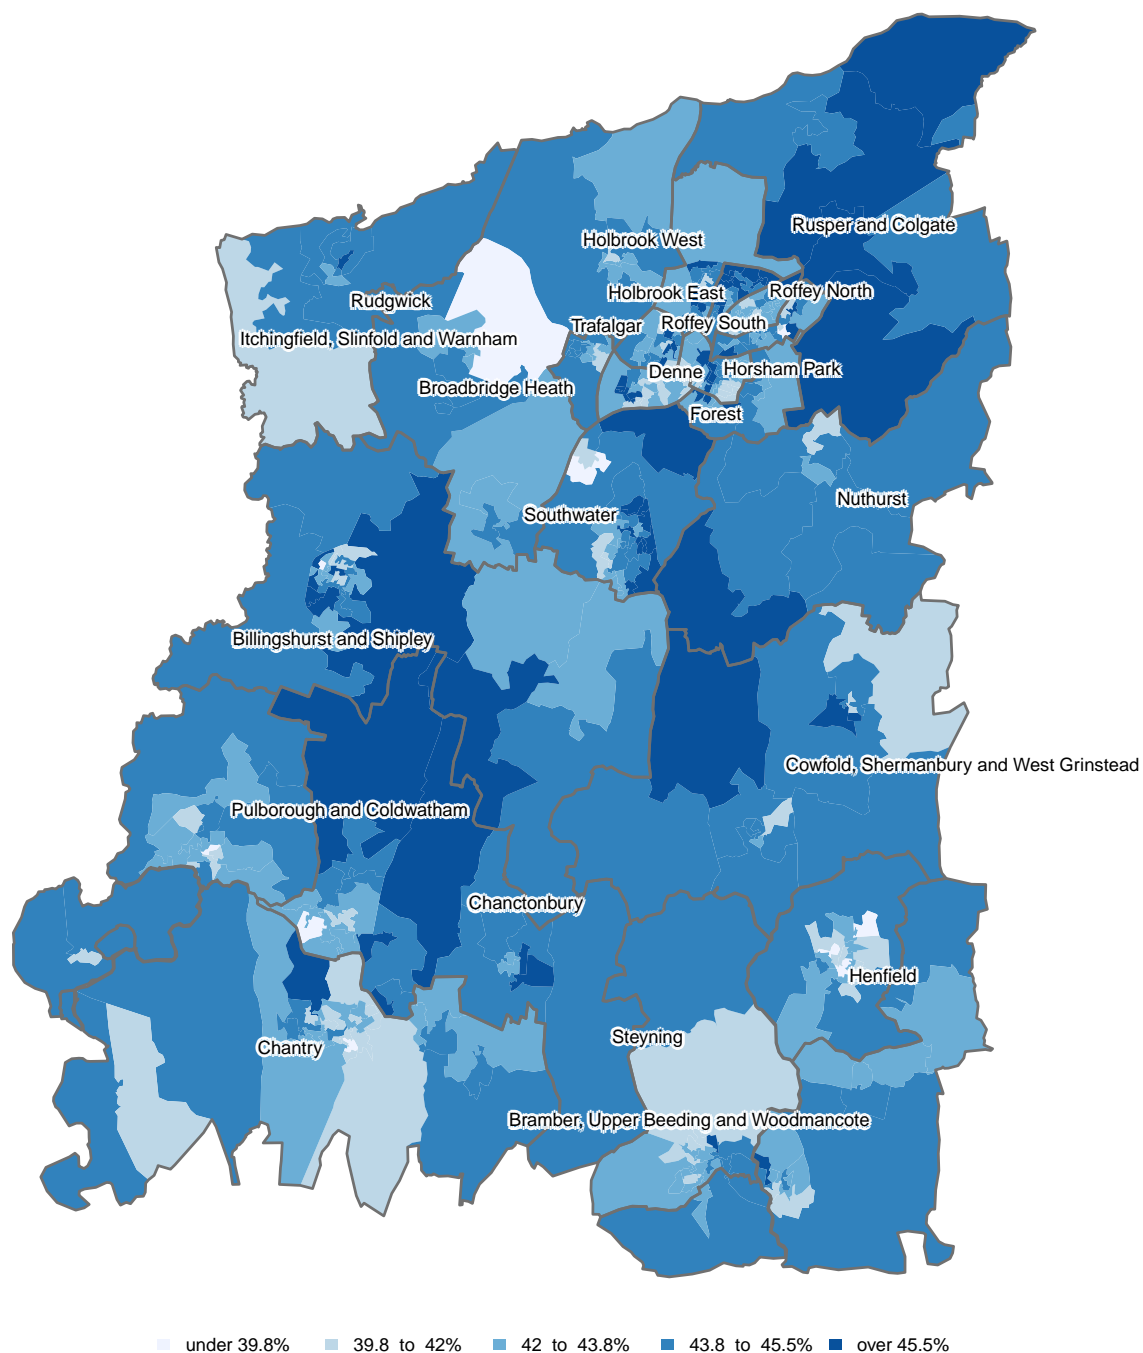 Rusper and Colgate
Holbrook West
Holbrook East
Roffey North
Rudgwick
Trafalgar
Roffey South
Itchingfield, Slinfold and Warnham
Denne
Horsham Park
Broadbridge Heath
Forest
Nuthurst
Southwater
Billingshurst and Shipley
Cowfold, Shermanbury and West Grinstead
Pulborough and Coldwatham
Chanctonbury
Henfield
Steyning
Chantry
Bramber, Upper Beeding and Woodmancote
under 39.8% 39.8 to 42% 42 to 43.8% 43.8 to 45.5% over 45.5%